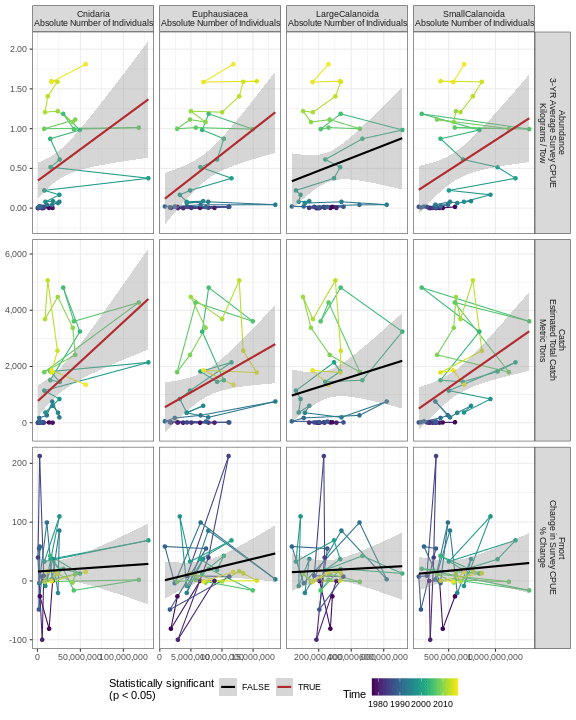 Cnidaria Euphausiacea LargeCalanoida SmallCalanoida
Absolute Number of Individuals Absolute Number of Individuals Absolute Number of Individuals Absolute Number of Individuals
2.00
1.50
1.00
0.50
0.00
Abundance
3-YR Average Survey CPUE
Kilograms / Tow
6,000
4,000
2,000
0
Catch
Estimated Total Catch
Metric Tons
200
100
0
-100
Fmort
Change in Survey CPUE
% Change
0 50,000,000 100,000,000 0 5,000,000 10,000,000 15,000,000 200,000,000 400,000,000 600,000,000 500,000,000 1,000,000,000
Statistically significant
(p < 0.05)
FALSE TRUE
Time
1980 1990 2000 2010